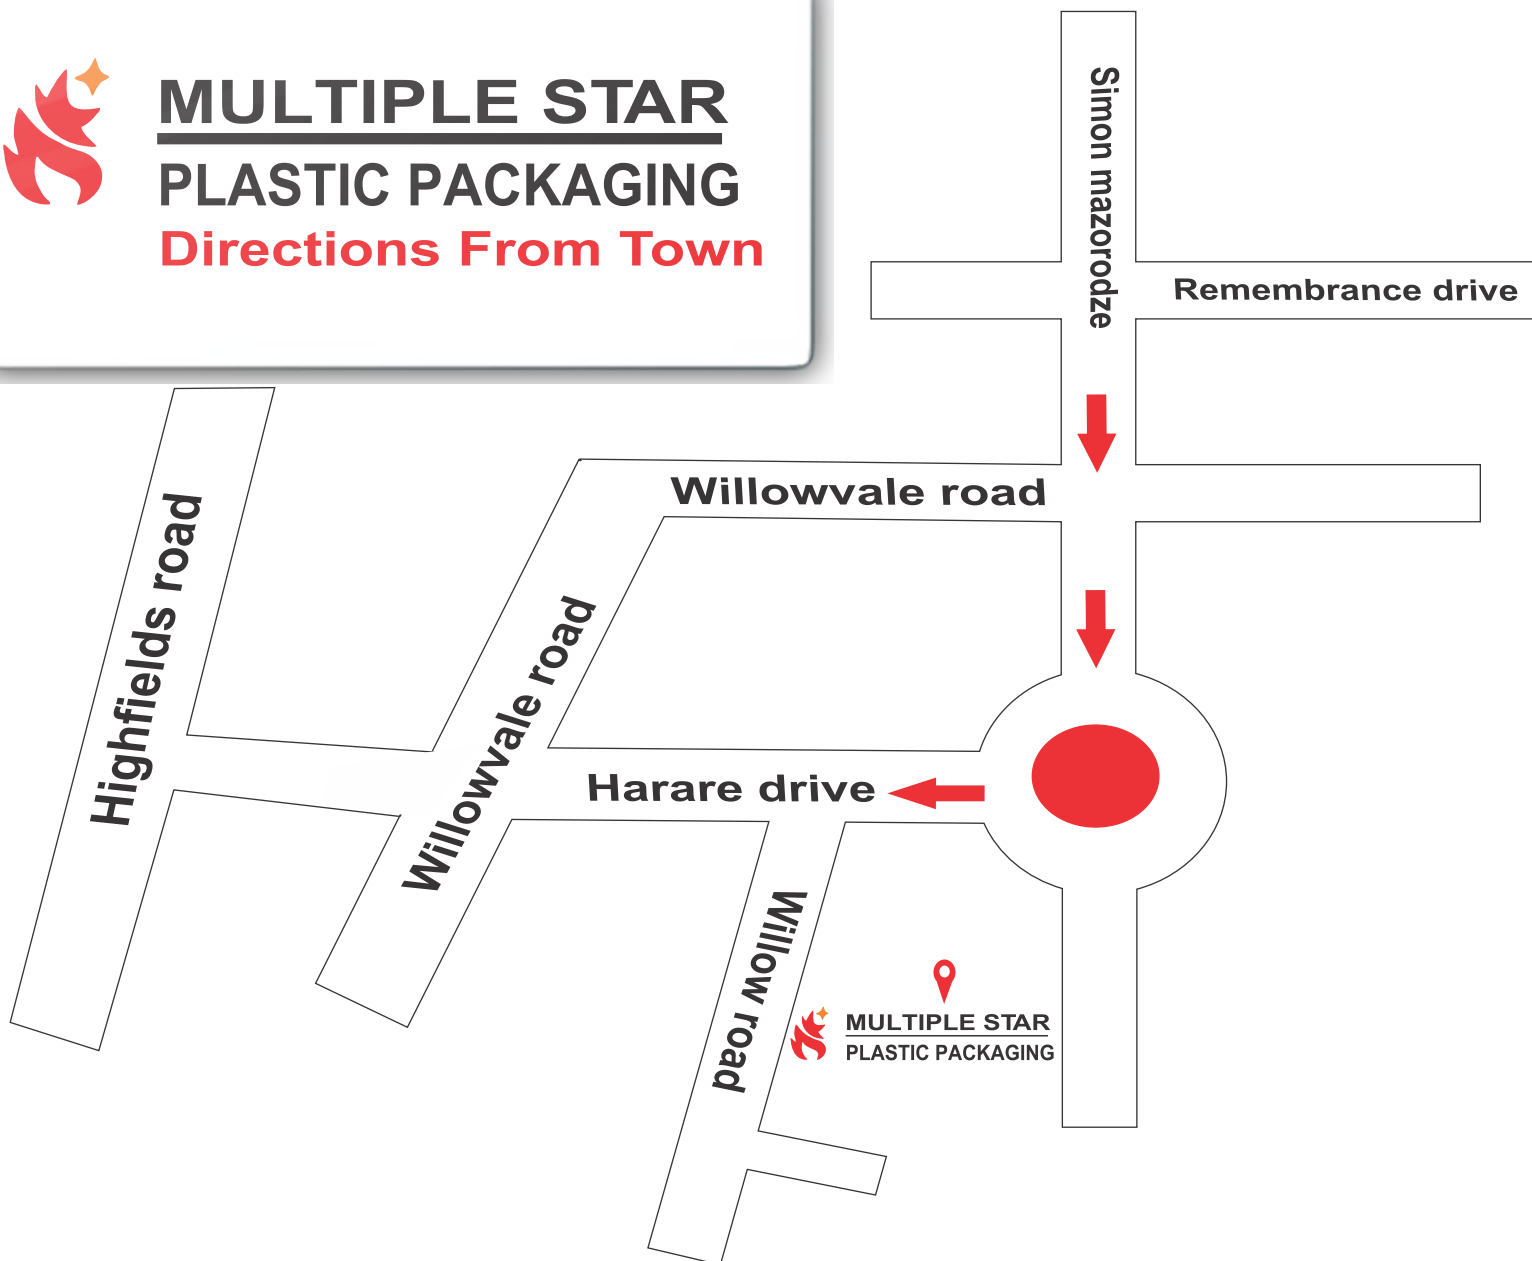 MULTIPLE STAR
PLASTIC PACKAGING
Directions From Town
Simon mazorodze
Remembrance drive
Willowvale road
Highfields road
Willowvale road
Harare drive
Willow road
MULTIPLE STAR
PLASTIC PACKAGING